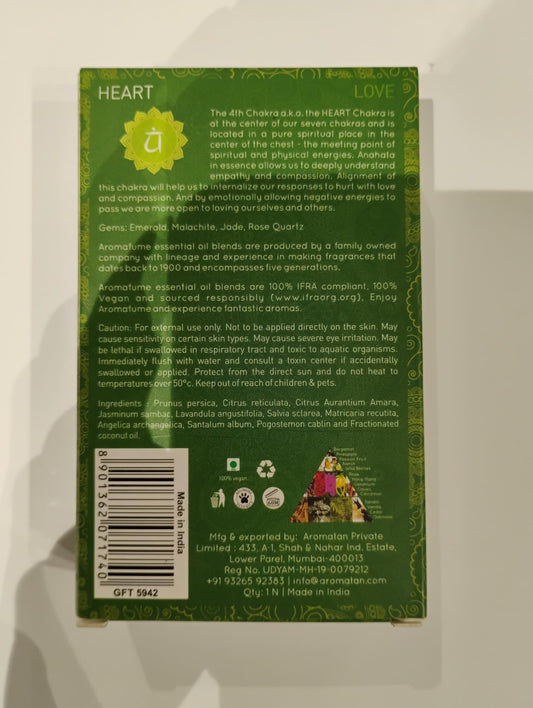 HEART
LOVE
यं
The 4th Chakra a.k.a. the HEART Chakra is
at the center of our seven chakras and is
located in a pure spiritual place in the
center of the chest - the meeting point of
spiritual and physical energies. Anahata
in essence allows us to deeply understand
empathy and compassion. Alignment of
this chakra will help us to internalize our responses to hurt with love
and compassion. And by emotionally allowing negative energies to
pass we are more open to loving ourselves and others.
Gems: Emerald, Malachite, Jade, Rose Quartz
Aromafume essential oil blends are produced by a family owned
company with lineage and experience in making fragrances that
dates back to 1900 and encompasses five generations.
Aromafume essential oil blends are 100% IFRA compliant, 100%
Vegan and sourced responsibly (www.ifraorg.org), Enjoy
Aromafume and experience fantastic aromas.
Caution: For external use only. Not to be applied directly on the skin. May
cause sensitivity on certain skin types. May cause severe eye irritation. May
be lethal if swallowed in respiratory tract and toxic to aquatic organisms.
Immediately flush with water and consult a toxin center if accidentally
swallowed or applied. Protect from the direct sun and do not heat to
temperatures over 50°c. Keep out of reach of children & pets.
Ingredients : Prunus persica, Citrus reticulata, Citrus Aurantium Amara,
Jasminum sambac, Lavandula angustifolia, Salvia sclarea, Matricaria recutita,
Angelica archangelica, Santalum album, Pogostemon cablin and Fractionated
coconut oil.
8 901362 071740
Made in India
GFT 5942
100% vegan
Mfg & exported by: Aromatan Private
Limited : 433, A-1, Shah & Nahar Ind. Estate,
Lower Parel, Mumbai-400013
Reg No. UDYAM-MH-19-0079212
+91 93265 92383 | info@aromatan.com
Qty: 1 N | Made in India